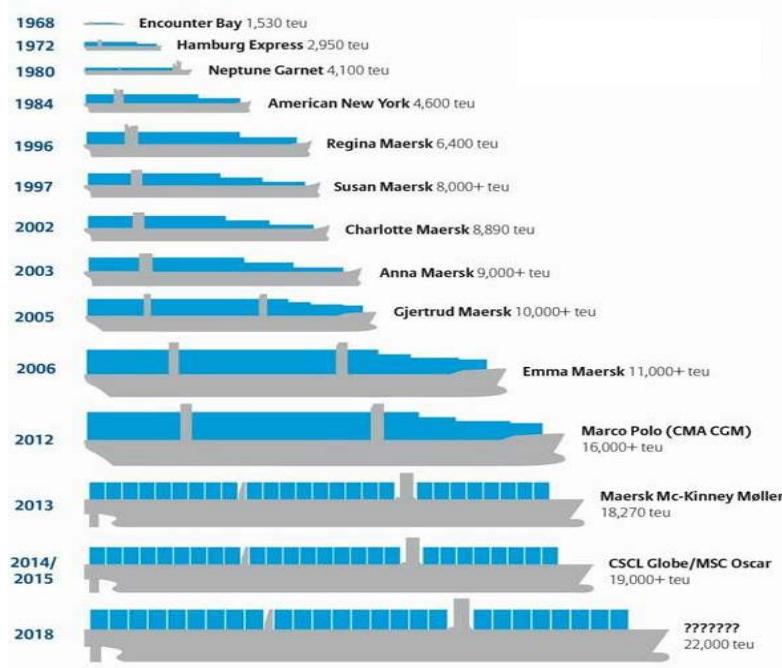 1968 Encounter Bay 1,530 teu
1972 Hamburg Express 2,950 teu
1980 Neptune Garnet 4,100 teu
1984 American New York 4,600 teu
1996 Regina Maersk 6,400 teu
1997 Susan Maersk 8,000+ teu
2002 Charlotte Maersk 8,890 teu
2003 Anna Maersk 9,000+ teu
2005 Gjertrud Maersk 10,000+ teu
2006 Emma Maersk 11,000+ teu
2012 Marco Polo (CMA CGM)
16,000+ teu
2013 Maersk Mc-Kinney Møller
18,270 teu
2014/
2015 CSCL Globe/MSC Oscar
19,000+ teu
2018 ???????
22,000 teu